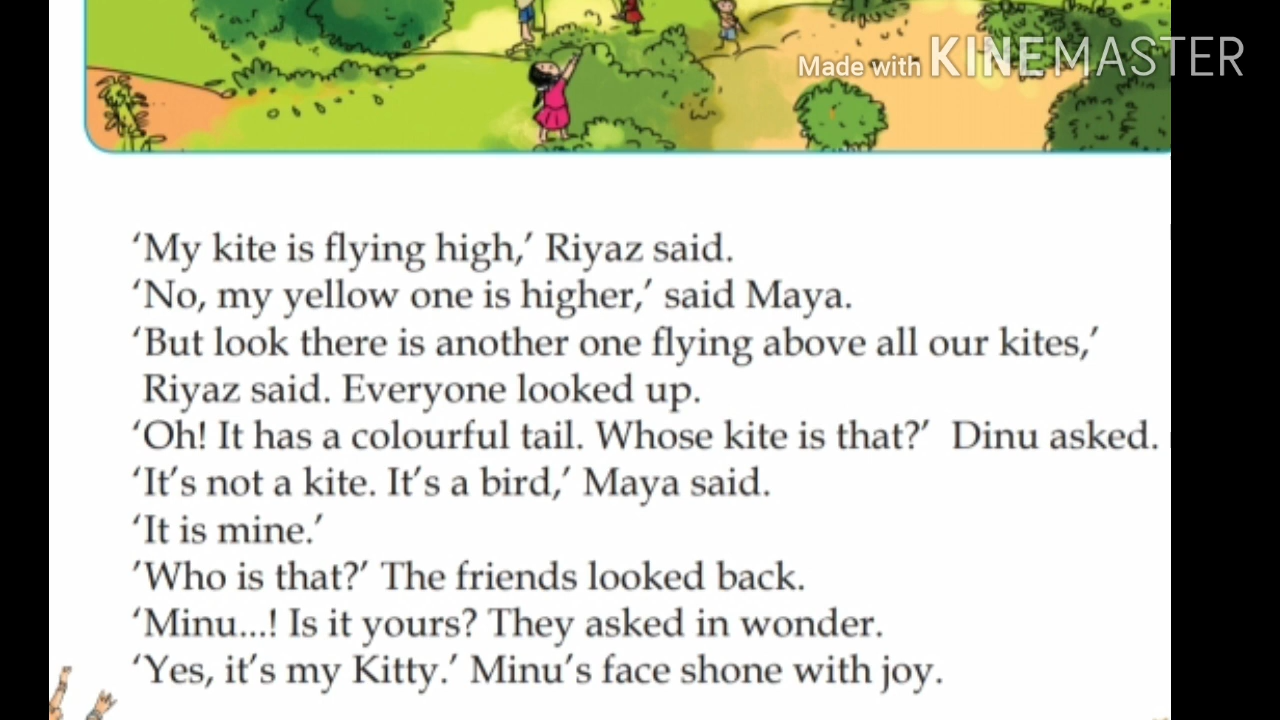 Made with KINEMASTER
‘My kite is flying high,’ Riyaz said.
‘No, my yellow one is higher,’ said Maya.
‘But look there is another one flying above all our kites,’
Riyaz said. Everyone looked up.
‘Oh! It has a colourful tail. Whose kite is that?’ Dinu asked.
‘It’s not a kite. It’s a bird,’ Maya said.
‘It is mine.’
’Who is that?’ The friends looked back.
‘Minu...! Is it yours? They asked in wonder.
‘Yes, it’s my Kitty.’ Minu’s face shone with joy.